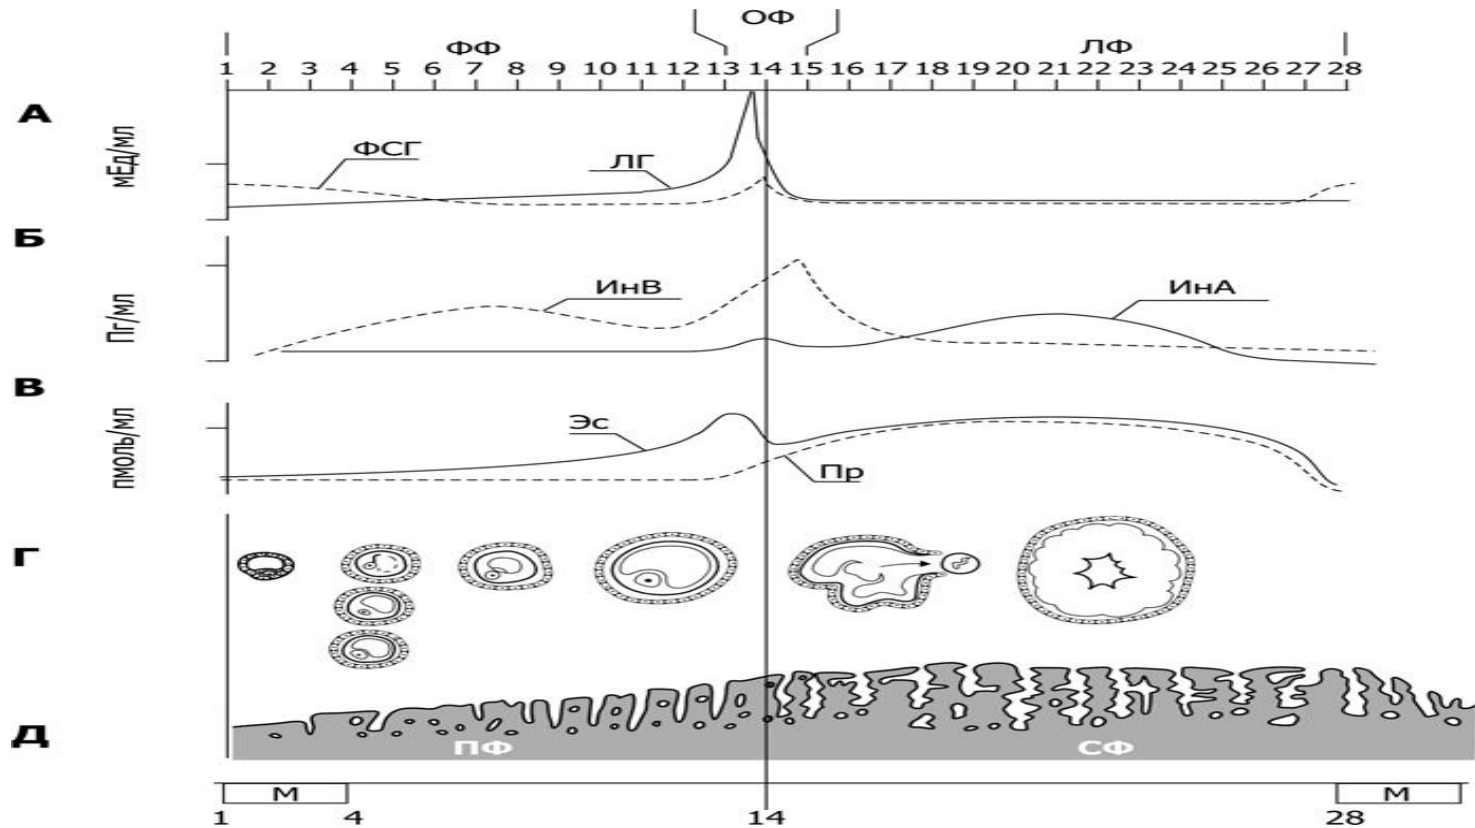 ОФ
ФФ ЛФ
1 2 3 4 5 6 7 8 9 10 11 12 13 14 15 16 17 18 19 20 21 22 23 24 25 26 27 28
А
мЕд/мл
ФСГ ЛГ
Б
Пг/мл
ИнВ ИнА
В
пмоль/мл
Эс
Пр
Г
Д
ПФ СФ
М М
1 4 14 28